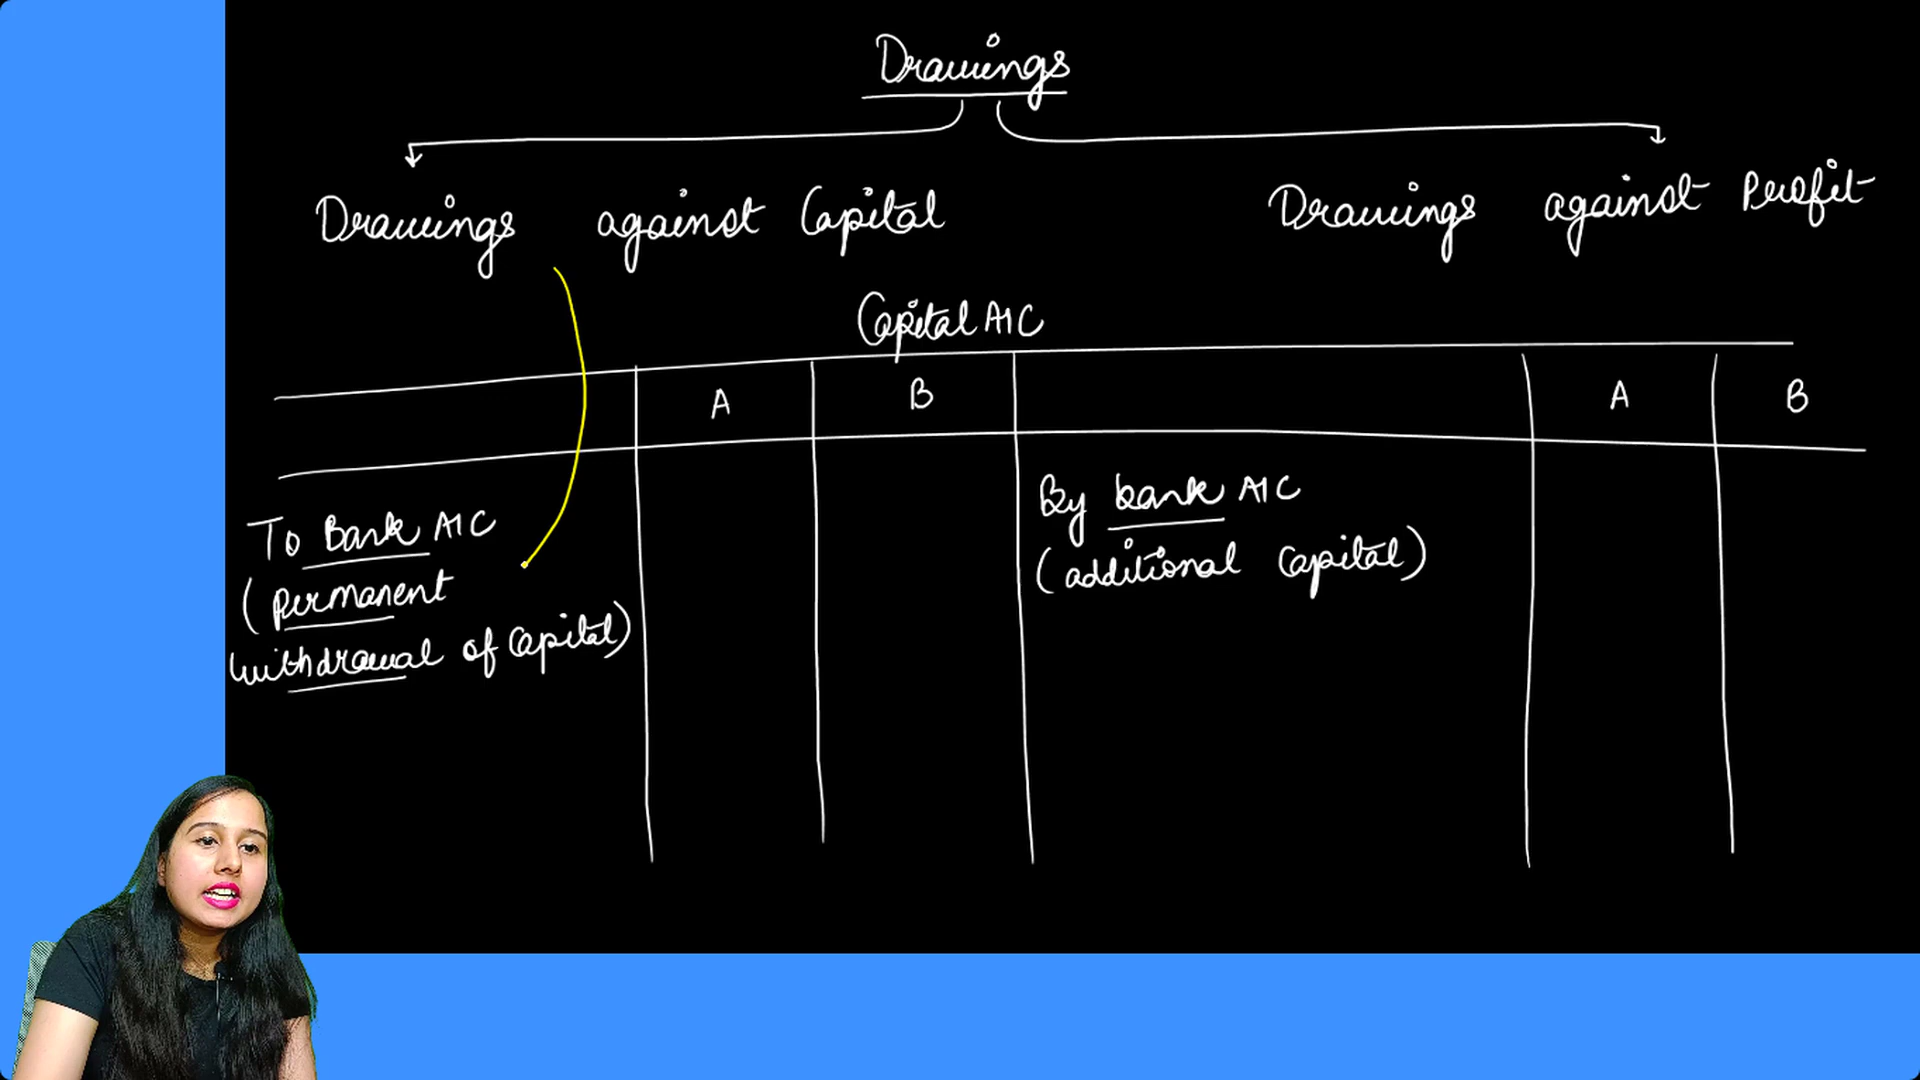 Drawings
Drawings against Capital
Drawings against Profit
Capital A/C
A B A B
To Bank A/C
(permanent
withdrawal of Capital)
By bank A/C
(additional Capital)